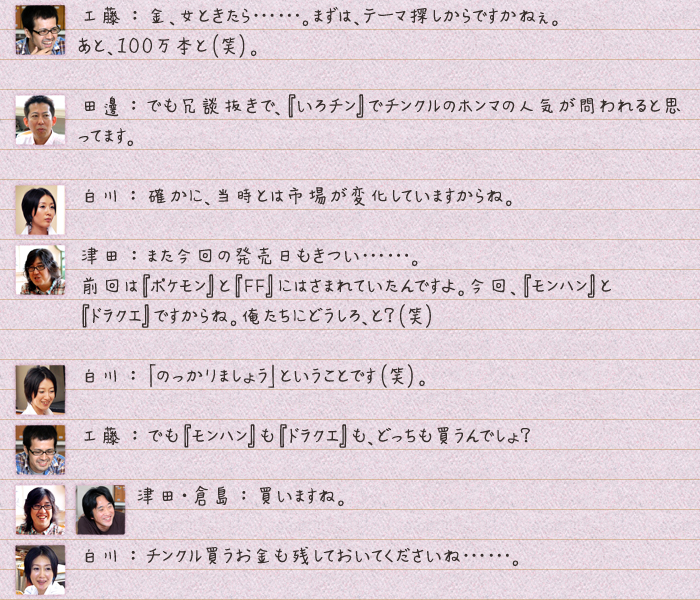 工藤：金、女ときたら……。まずは、テーマ探しからですかねぇ。
あと、100万本と(笑)。
田邊：でも冗談抜きで、『いろチン』でチンクルのホンマの人気が問われると思
ってます。
白川：確かに、当時とは市場が変化していますからね。
津田：また今回の発売日もきつい……。
前回は『ポケモン』と『FF』にはさまれていたんですよ。今回、『モンハン』と
『ドラクエ』ですからね。俺たちにどうしろ、と?(笑)
白川：「のっかりましょう」ということです(笑)。
工藤：でも『モンハン』も『ドラクエ』も、どっちも買うんでしょ?
津田・倉島：買いますね。
白川：チンクル買うお金も残しておいてくださいね……。